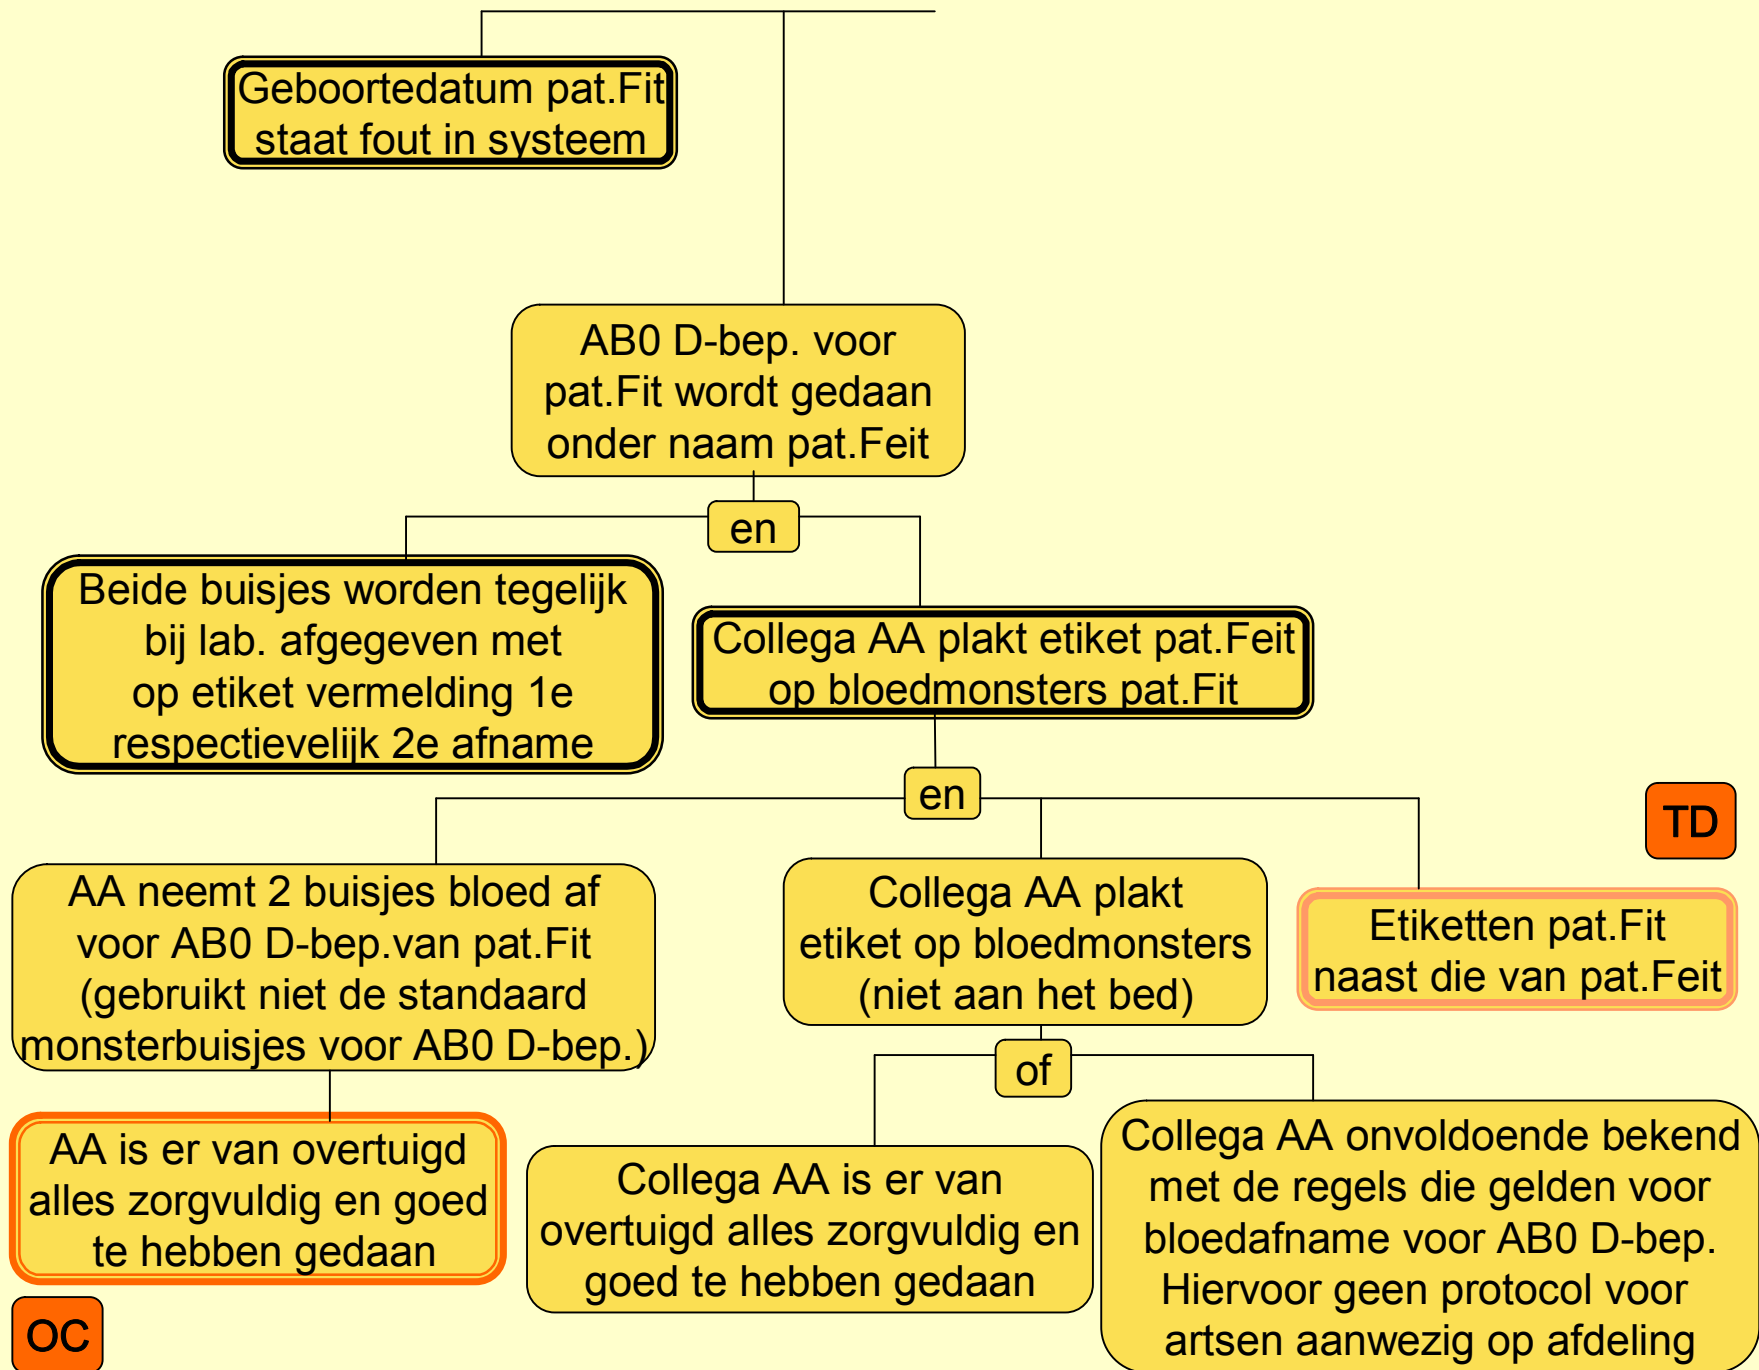 Geboortedatum pat.Fit
staat fout in systeem
AB0 D-bep. voor
pat.Fit wordt gedaan
onder naam pat.Feit
en
Beide buisjes worden tegelijk
bij lab. afgegeven met
op etiket vermelding 1e
respectievelijk 2e afname
Collega AA plakt etiket pat.Feit
op bloedmonsters pat.Fit
en
TD
AA neemt 2 buisjes bloed af
voor AB0 D-bep.van pat.Fit
(gebruikt niet de standaard
monsterbuisjes voor AB0 D-bep.)
Collega AA plakt
etiket op bloedmonsters
(niet aan het bed)
Etiketten pat.Fit
naast die van pat.Feit
of
AA is er van overtuigd
alles zorgvuldig en goed
te hebben gedaan
OC
Collega AA is er van
overtuigd alles zorgvuldig en
goed te hebben gedaan
Collega AA onvoldoende bekend
met de regels die gelden voor
bloedafname voor AB0 D-bep.
Hiervoor geen protocol voor
artsen aanwezig op afdeling